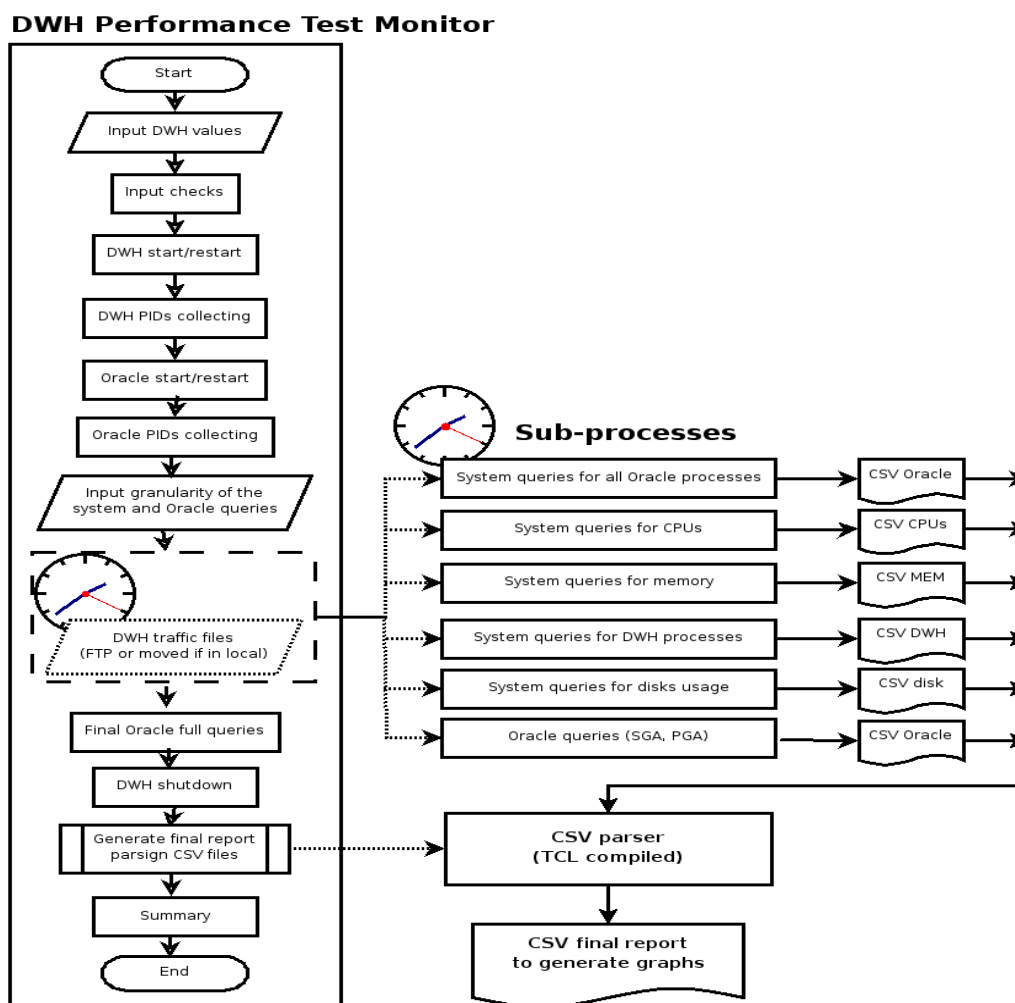 DWH Performance Test Monitor
Start
Input DWH values
Input checks
DWH start/restart
DWH PIDs collecting
Oracle start/restart
Oracle PIDs collecting
Input granularity of the
system and Oracle queries
DWH traffic files
(FTP or moved if in local)
Final Oracle full queries
DWH shutdown
Generate final report
parsign CSV files
Summary
End
Sub-processes
System queries for all Oracle processes
CSV Oracle
System queries for CPUs
CSV CPUs
System queries for memory
CSV MEM
System queries for DWH processes
CSV DWH
System queries for disks usage
CSV disk
Oracle queries (SGA, PGA)
CSV Oracle
CSV parser
(TCL compiled)
CSV final report
to generate graphs